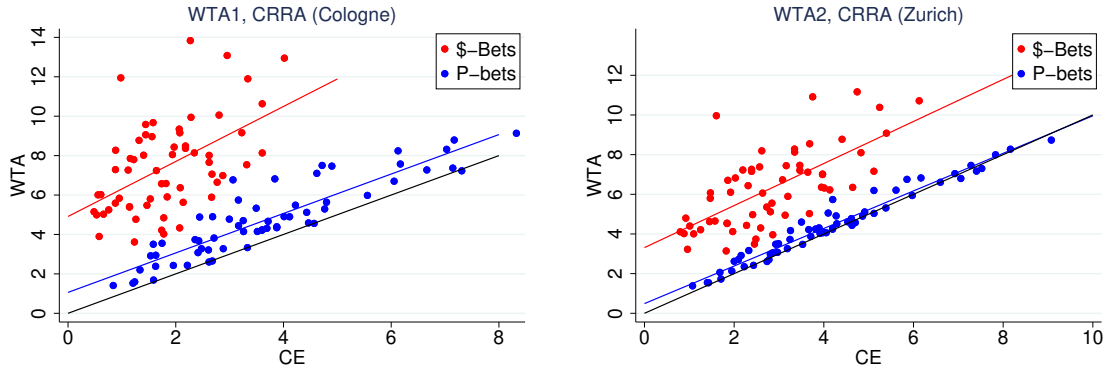 WTA1, CRRA (Cologne)
14
12
10
8
6
4
2
0
WTA
0 2 4 6 8
CE
$−Bets
P−bets
WTA2, CRRA (Zurich)
12
10
8
6
4
2
0
WTA
0 2 4 6 8 10
CE
$−Bets
P−bets